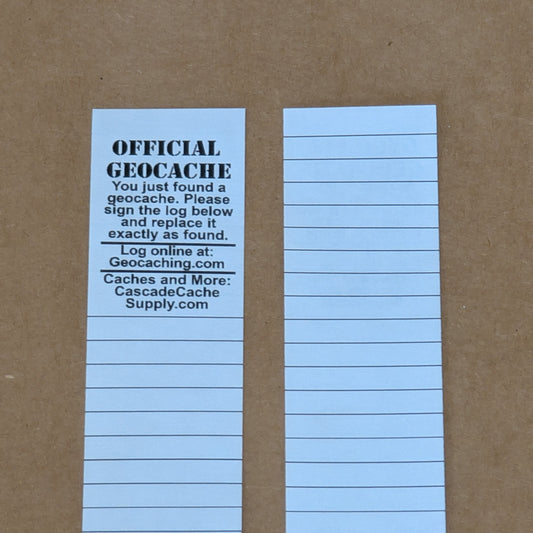 OFFICIAL
GEOCACHE
You just found a
geocache. Please
sign the log below
and replace it
exactly as found.
Log online at:
Geocaching.com
Caches and More:
CascadeCache
Supply.com